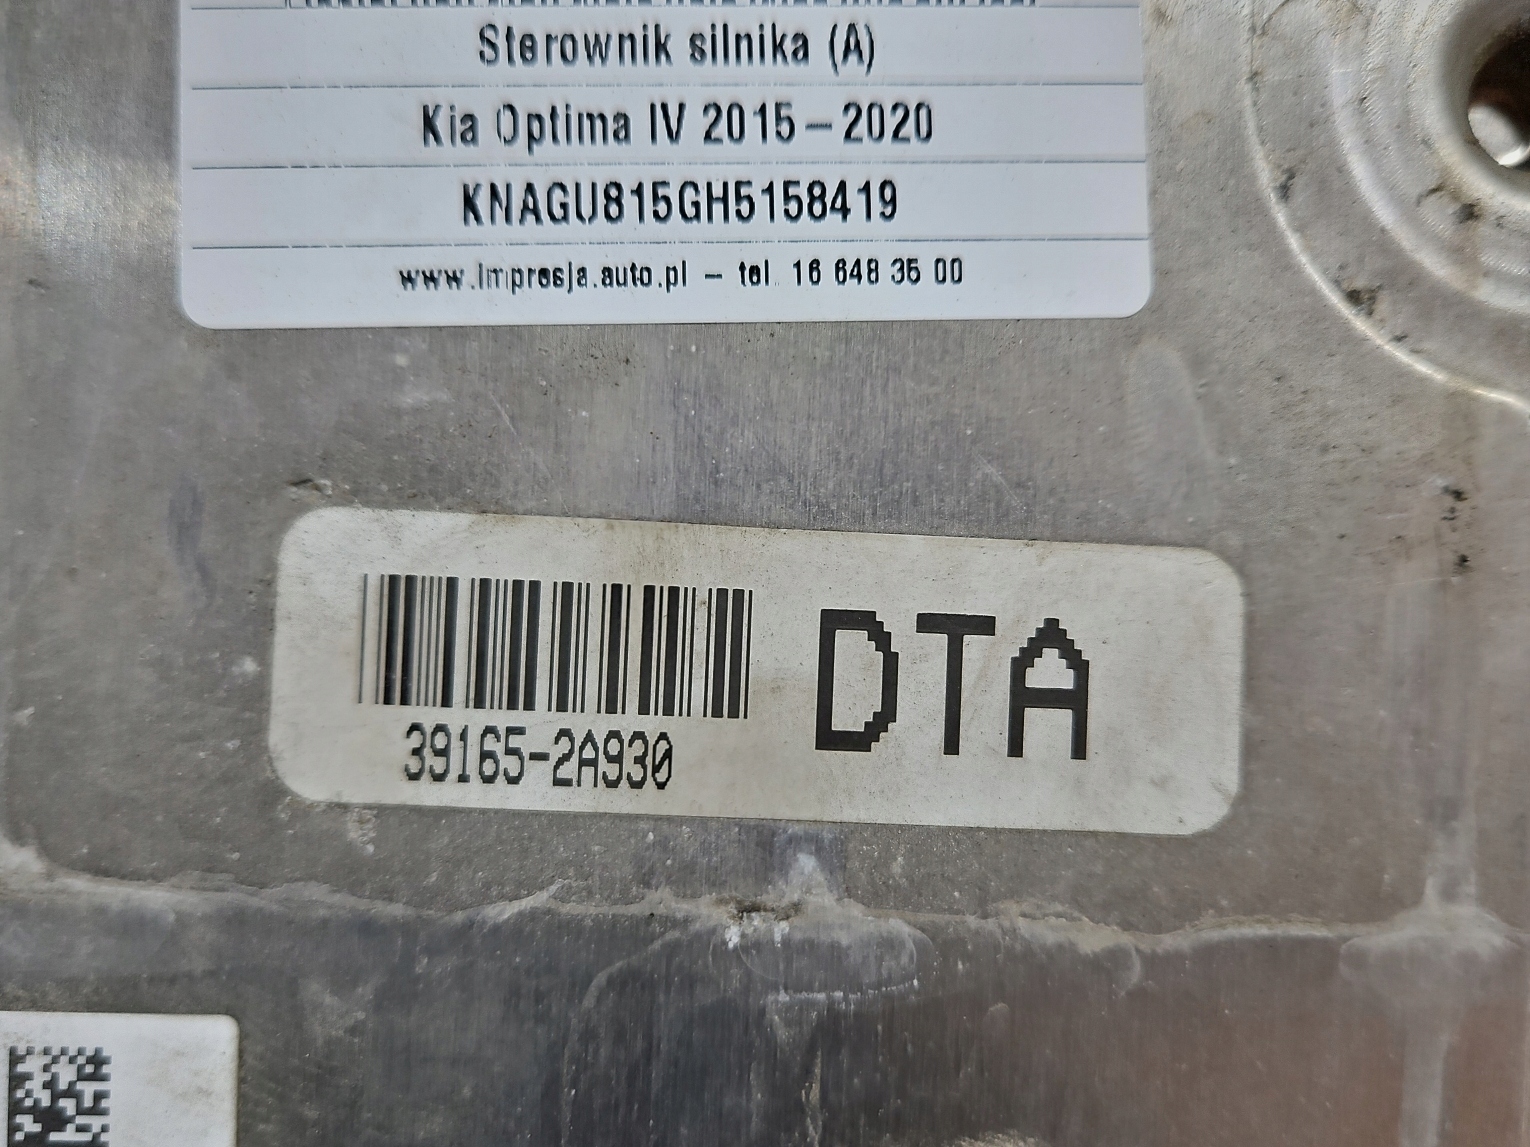 Sterownik silnika (A)
Kia Optima IV 2015 – 2020
KNAGU815GH5158419
www.impresja.auto.pl – tel. 16 648 35 00
39165-2A930
DTA